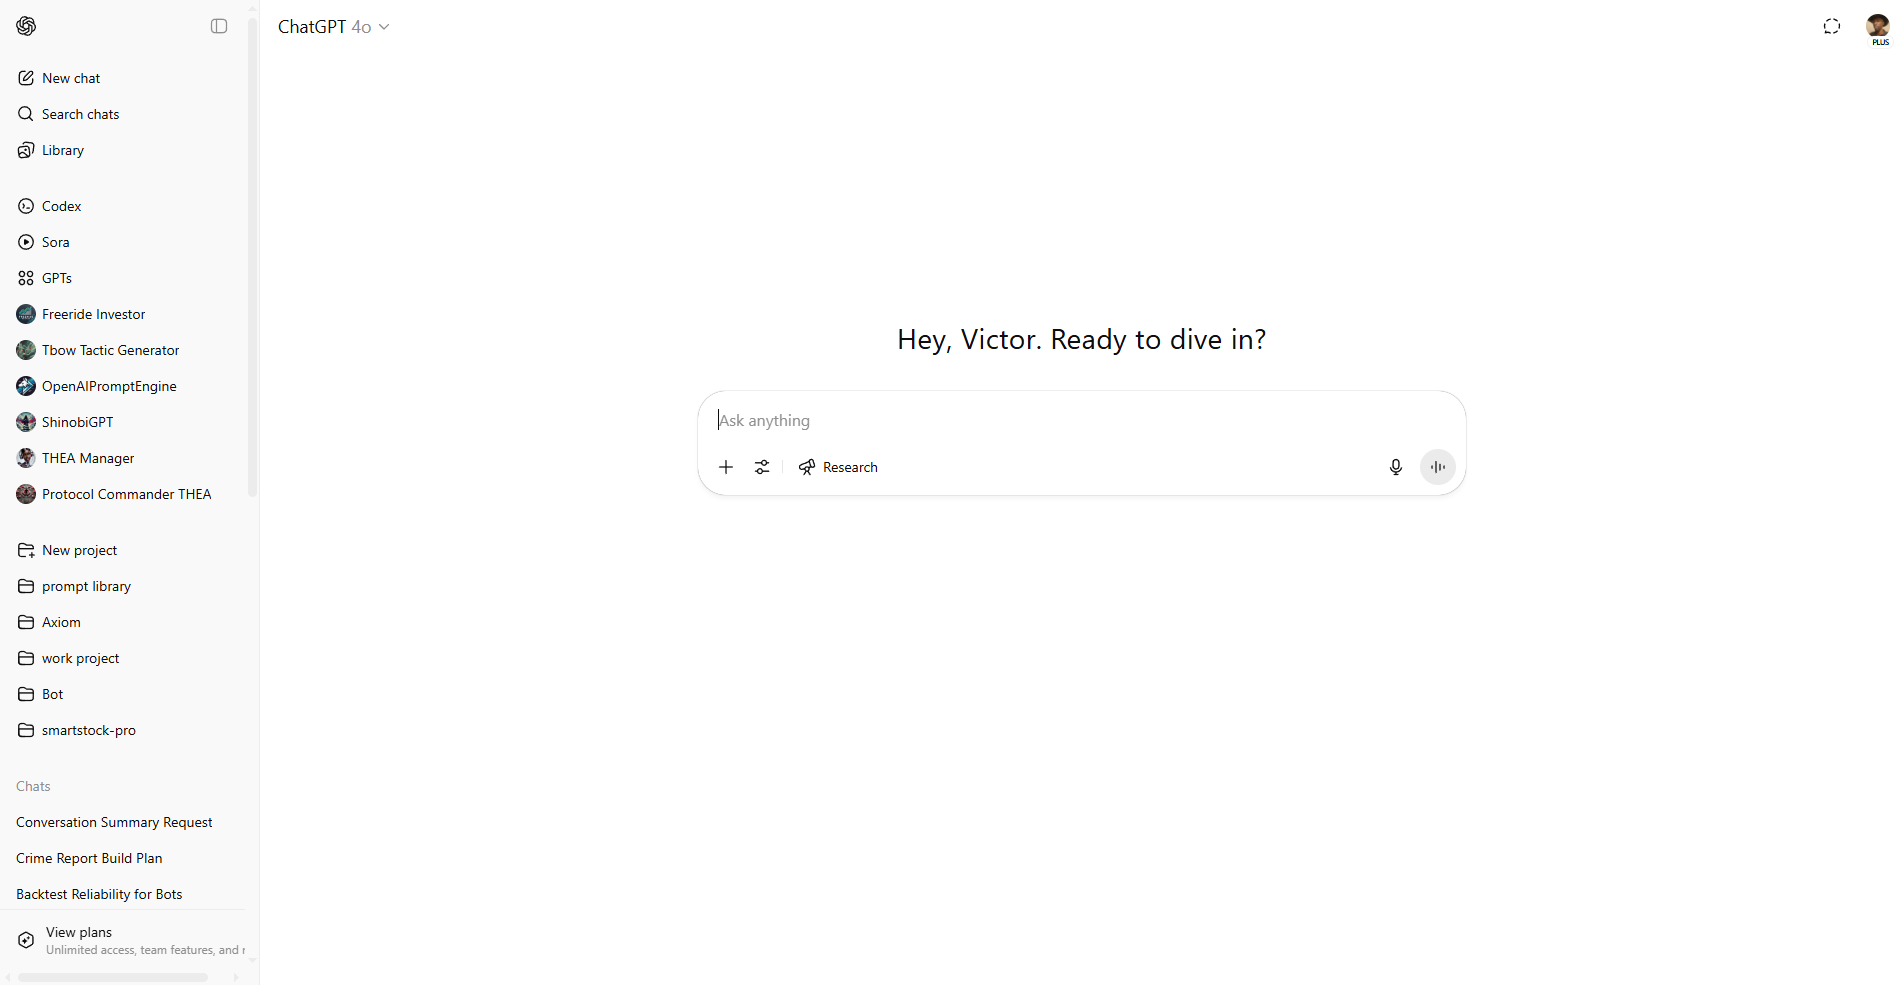 ChatGPT 4o
PLUS
New chat
Search chats
Library
Codex
Sora
GPTs
Freeride Investor
Tbow Tactic Generator
OpenAIPromptEngine
ShinobiGPT
THEA Manager
Protocol Commander THEA
New project
prompt library
Axiom
work project
Bot
smartstock-pro
Chats
Conversation Summary Request
Crime Report Build Plan
Backtest Reliability for Bots
View plans
Unlimited access, team features, and
Hey, Victor. Ready to dive in?
Ask anything
Research